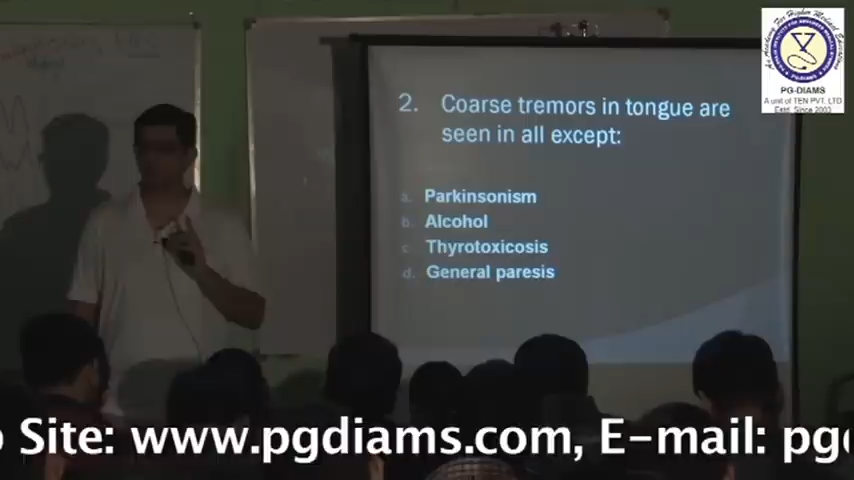 2. Coarse tremors in tongue are
seen in all except:
a. Parkinsonism
b. Alcohol
c. Thyrotoxicosis
d. General paresis
PG-DIAMS
A unit of TEN PVT. LTD
Estd. Since 2003
Site: www.pgdiams.com, E-mail: